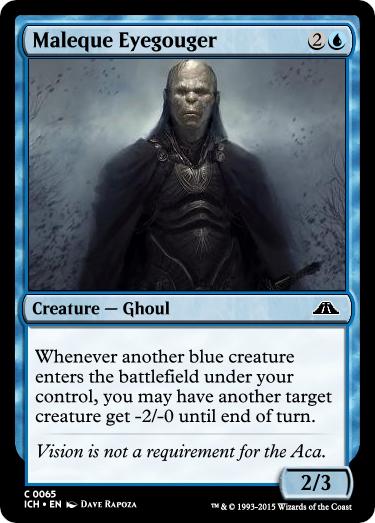 Maleque Eyegouger 2
Creature — Ghoul
Whenever another blue creature
enters the battlefield under your
control, you may have another target
creature get -2/-0 until end of turn.
Vision is not a requirement for the Aca.
2/3
C 0065
ICH • EN Dave Rapoza
™ & © 1993-2015 Wizards of the Coast